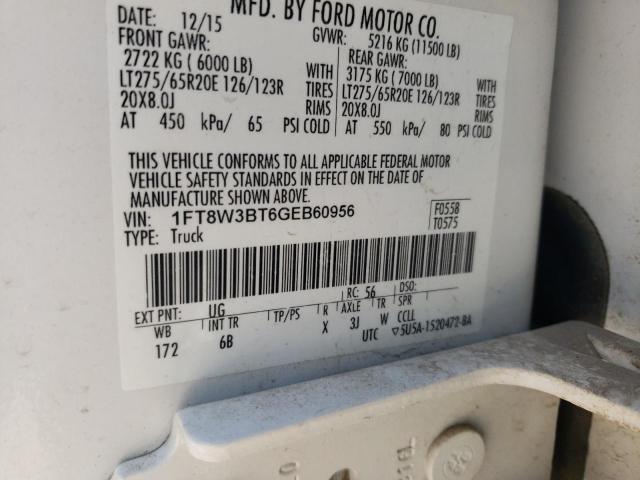 MFD. BY FORD MOTOR CO.
DATE: 12/15 GVWR: 5216 KG (11500 LB)
FRONT GAWR: REAR GAWR:
2722 KG ( 6000 LB) WITH 3175 KG ( 7000 LB) WITH
LT275/65R20E 126/123R TIRES LT275/65R20E 126/123R TIRES
20X8.0J RIMS 20X8.0J RIMS
AT 450 kPa/ 65 PSI COLD AT 550 kPa/ 80 PSI COLD
THIS VEHICLE CONFORMS TO ALL APPLICABLE FEDERAL MOTOR
VEHICLE SAFETY STANDARDS IN EFFECT ON THE DATE OF
MANUFACTURE SHOWN ABOVE.
VIN: 1FT8W3BT6GEB60956 F0558
TYPE: Truck T0575
EXT PNT: UG RC: 56 DSO:
WB INT TR TP/PS R AXLE TR SPR
172 6B X 3J W CCLL
UTC ▽5U5A-1520472-BA